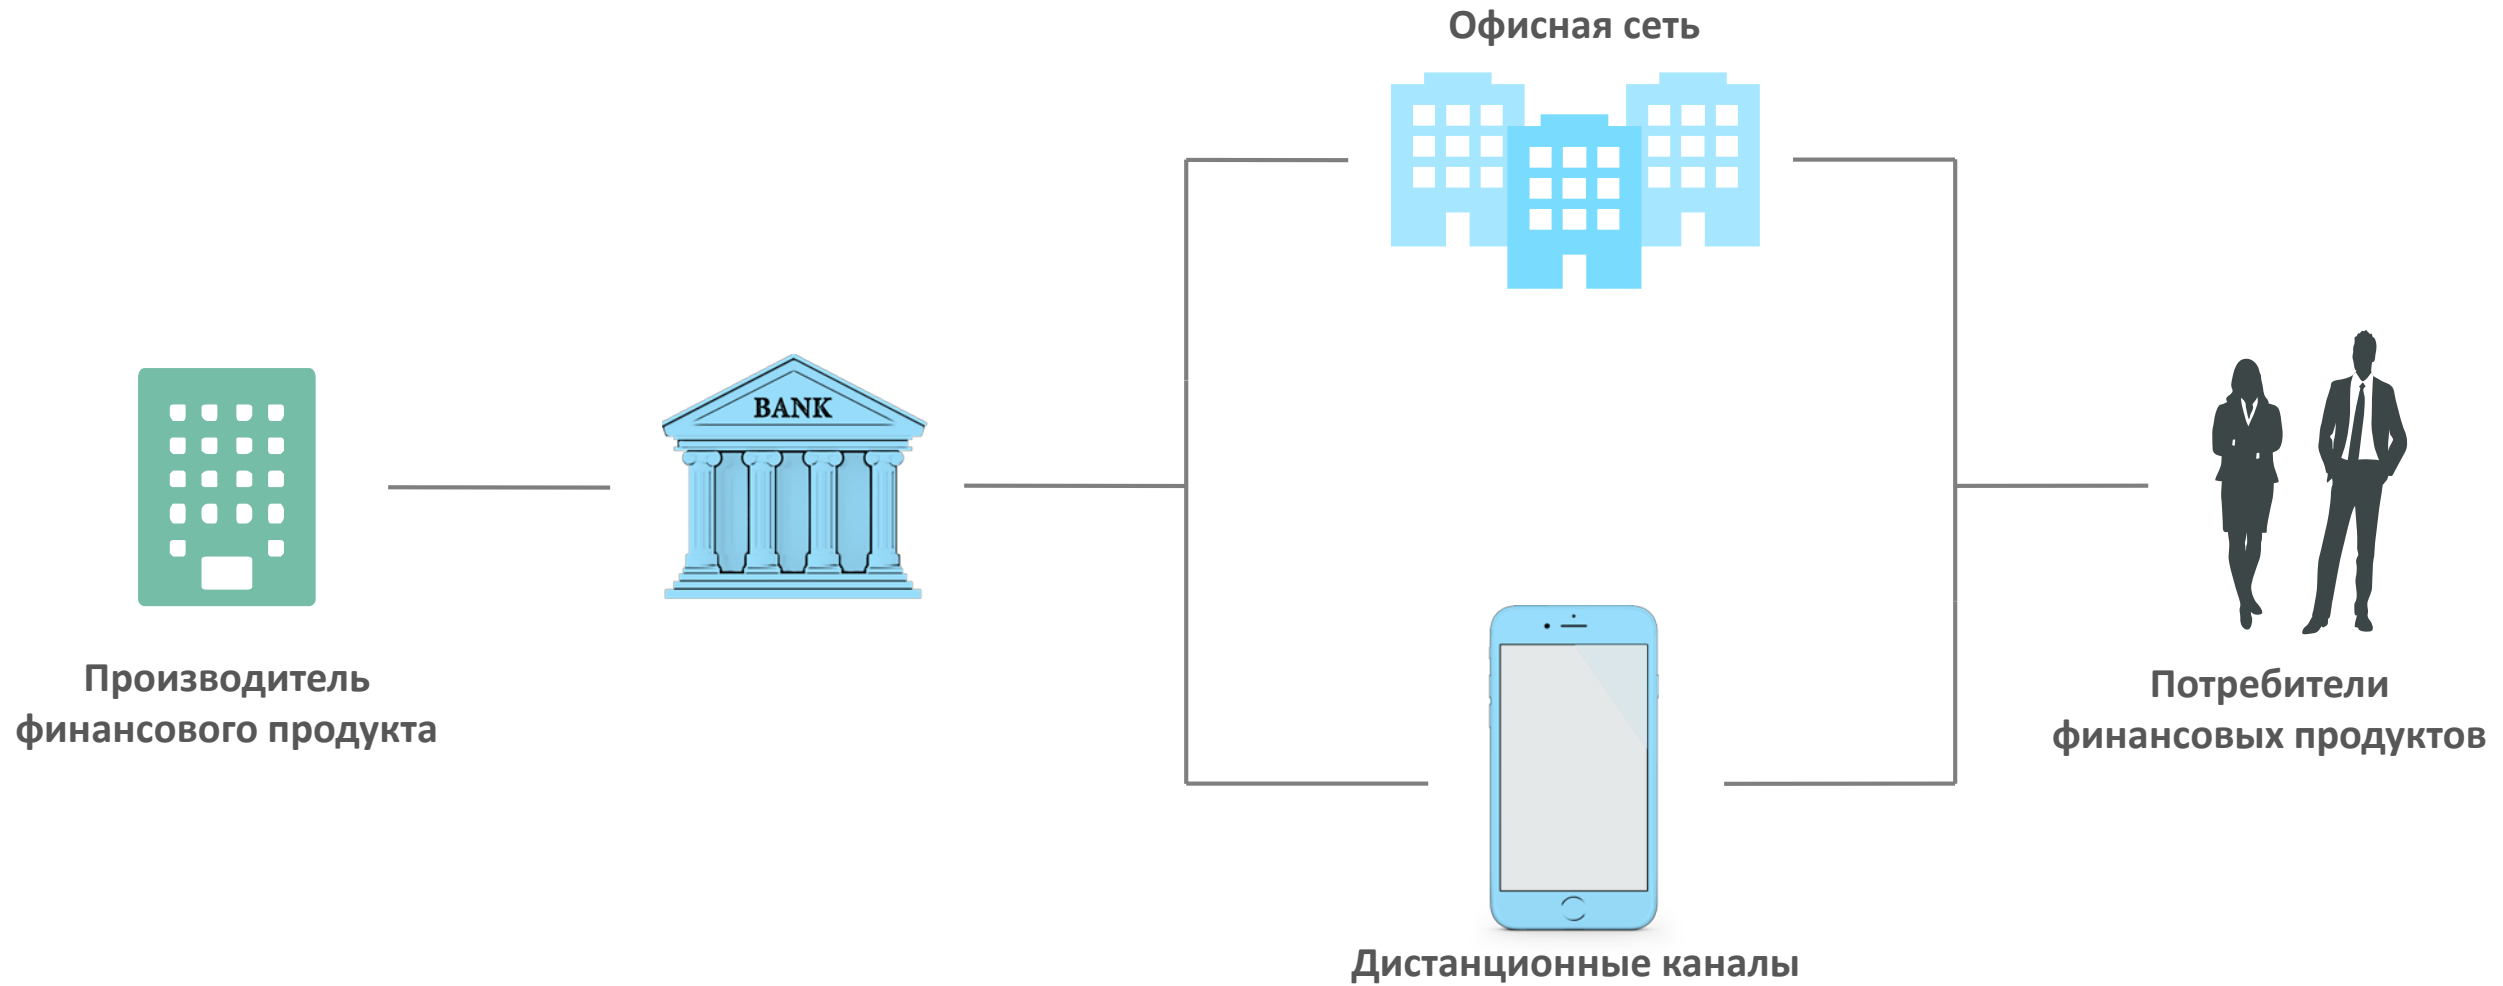 Офисная сеть
BANK
Производитель
финансового продукта
Потребители
финансовых продуктов
Дистанционные каналы